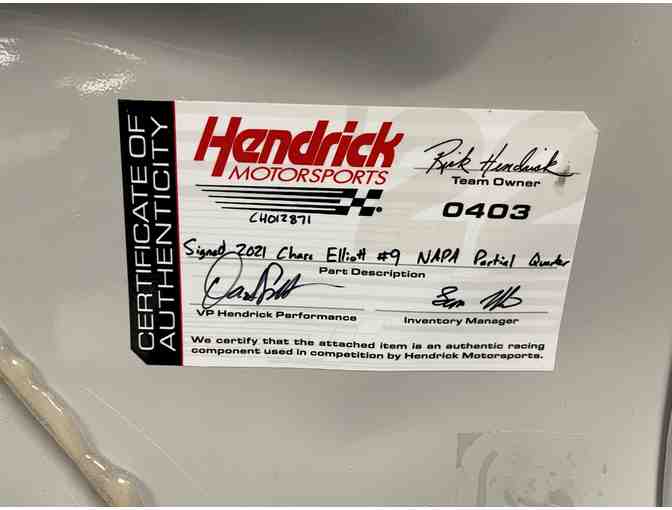 CERTIFICATE OF
AUTHENTICITY
Hendrick
MOTORSPORTS
CH012871
Rick Hendrick
Team Owner
0403
Signed 2021 Chase Elliott #9 NAPA Partial Quarter
Part Description
VP Hendrick Performance
Inventory Manager
We certify that the attached item is an authentic racing
component used in competition by Hendrick Motorsports.